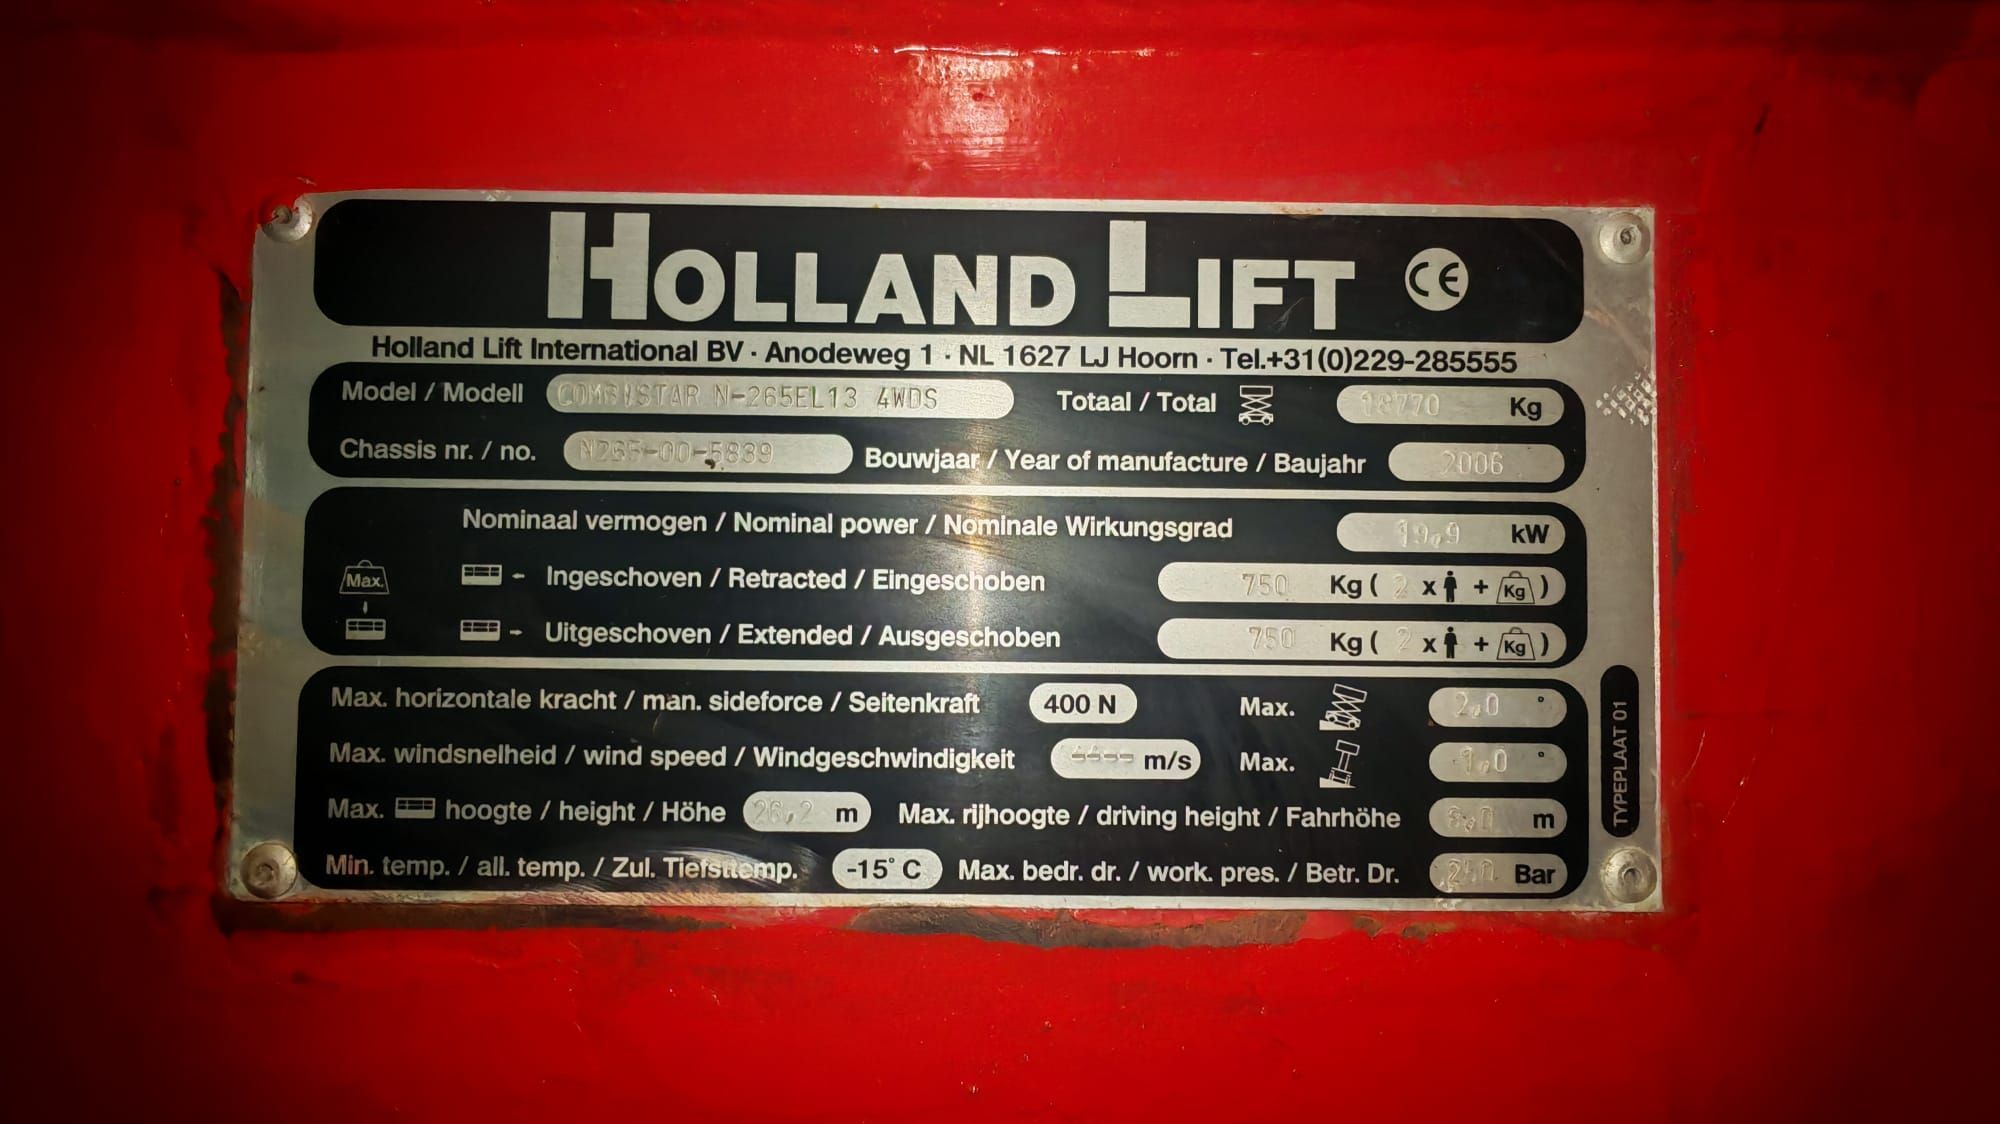 HOLLAND LIFT CE
Holland Lift International BV · Anodeweg 1 · NL 1627 LJ Hoorn · Tel.+31(0)229-285555
Model / Modell COMBISTAR N-265EL13 4WDS Totaal / Total 18770 Kg
Chassis nr. / no. N265-00-5839 Bouwjaar / Year of manufacture / Baujahr 2006
Nominaal vermogen / Nominal power / Nominale Wirkungsgrad 19,9 kW
Max. Ingeschoven / Retracted / Eingeschoben 750 Kg ( 2 x + Kg )
Uitgeschoven / Extended / Ausgeschoben 750 Kg ( 2 x + Kg )
Max. horizontale kracht / man. sideforce / Seitenkraft 400 N Max. 2,0 °
Max. windsnelheid / wind speed / Windgeschwindigkeit ---- m/s Max. 1,0 °
Max. hoogte / height / Höhe 26,2 m Max. rijhoogte / driving height / Fahrhöhe m
Min. temp. / all. temp. / Zul. Tiefsttemp. -15° C Max. bedr. dr. / work. pres. / Betr. Dr. Bar
TYPEPLAAT 01